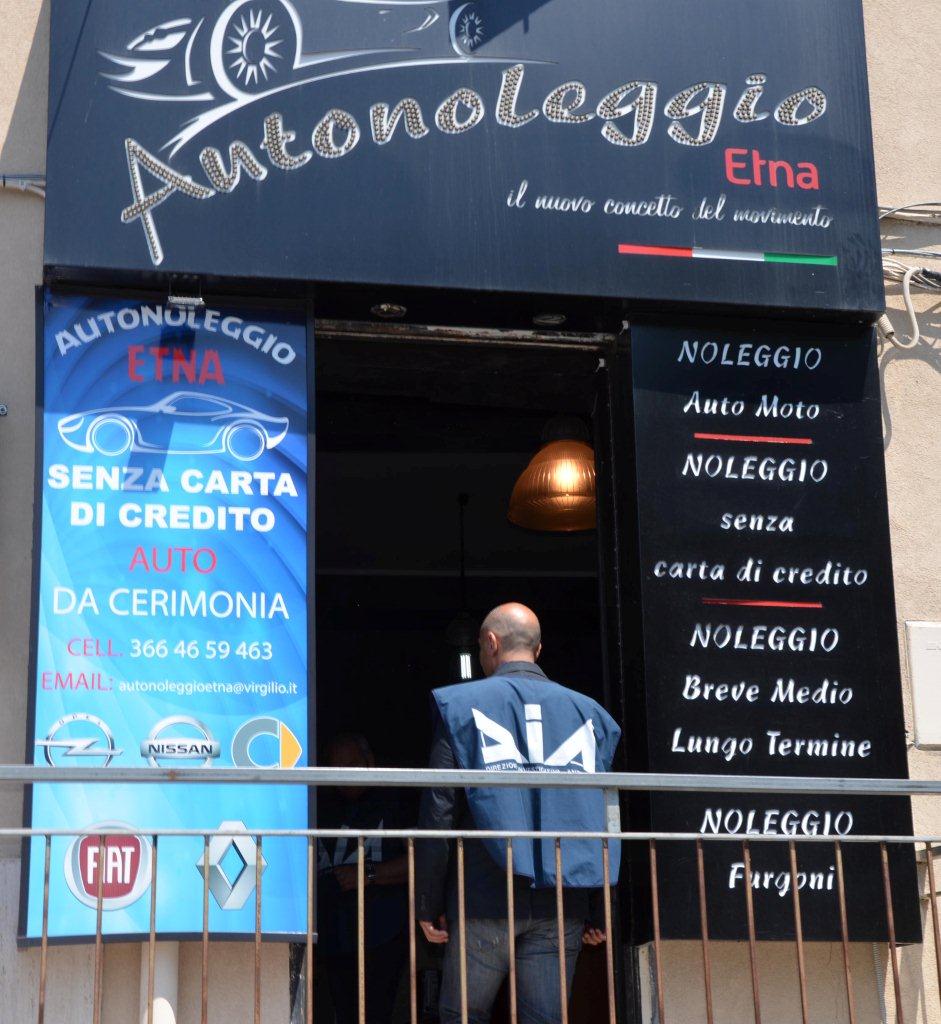 Autonoleggio
Etna
il nuovo concetto del movimento
AUTONOLEGGIO
ETNA
SENZA CARTA
DI CREDITO
AUTO
DA CERIMONIA
CELL. 366 46 59 463
EMAIL: autonoleggioetna@virgilio.it
OPEL
NISSAN
FIAT
DiA
DIREZIONE
NOLEGGIO
Auto Moto
NOLEGGIO
senza
carta di credito
NOLEGGIO
Breve Medio
Lungo Termine
NOLEGGIO
Furgoni